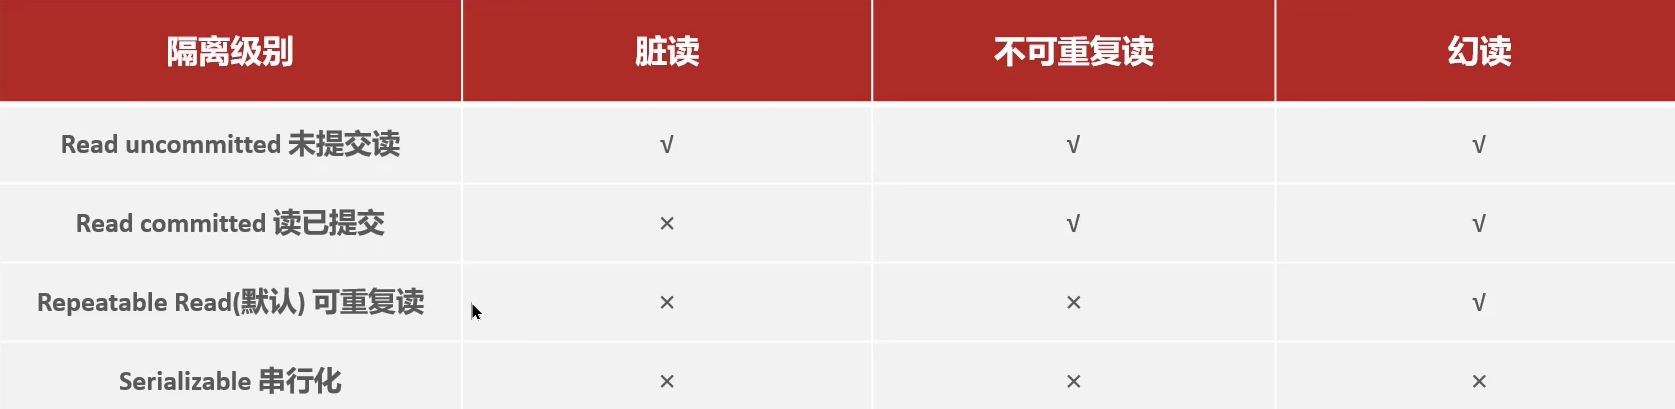 隔离级别 脏读 不可重复读 幻读
Read uncommitted 未提交读 √ √ √
Read committed 读已提交 × √ √
Repeatable Read(默认) 可重复读 × × √
Serializable 串行化 × × ×